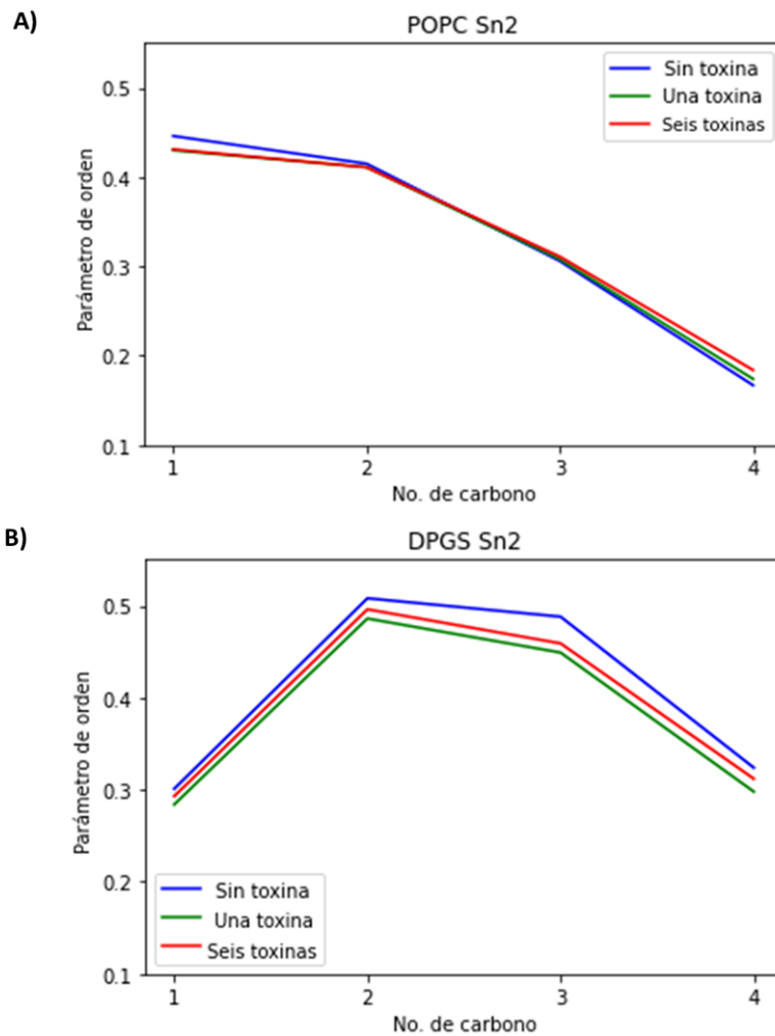 A)
POPC Sn2
Sin toxina
Una toxina
Seis toxinas
Parámetro de orden
0.5
0.4
0.3
0.2
0.1
1 2 3 4
No. de carbono
B)
DPGS Sn2
Parámetro de orden
0.5
0.4
0.3
0.2
0.1
Sin toxina
Una toxina
Seis toxinas
1 2 3 4
No. de carbono